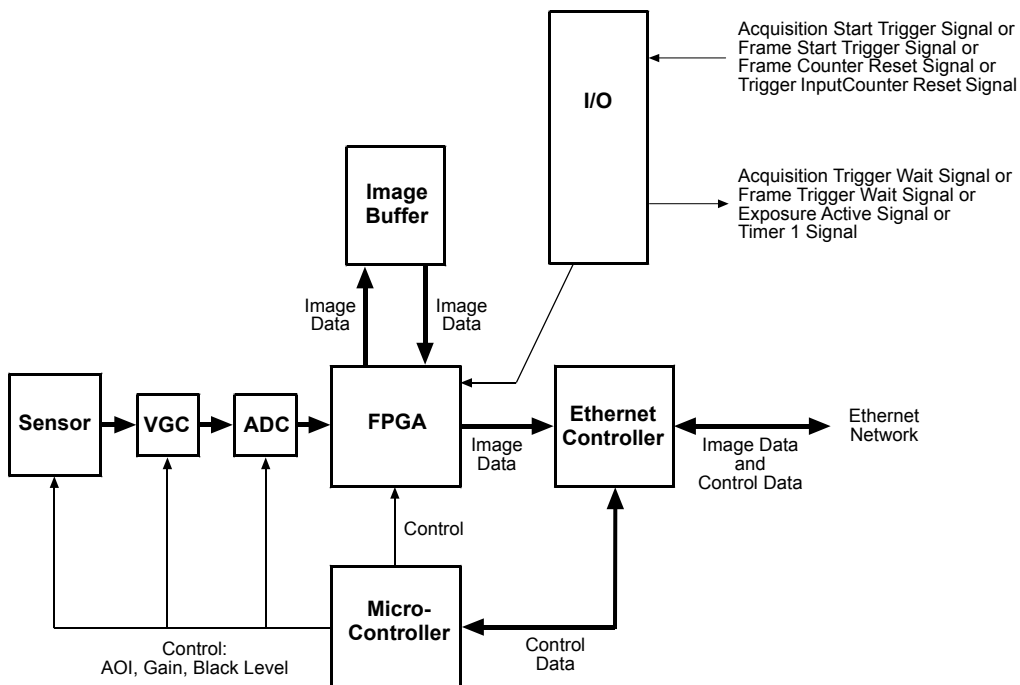 Acquisition Start Trigger Signal or
Frame Start Trigger Signal or
Frame Counter Reset Signal or
Trigger InputCounter Reset Signal
I/O
Acquisition Trigger Wait Signal or
Frame Trigger Wait Signal or
Exposure Active Signal or
Timer 1 Signal
Image
Buffer
Image
Data
Image
Data
Sensor
VGC
ADC
FPGA
Image
Data
Ethernet
Controller
Image Data
and
Control Data
Ethernet
Network
Control
Micro-
Controller
Control
Data
Control:
AOI, Gain, Black Level